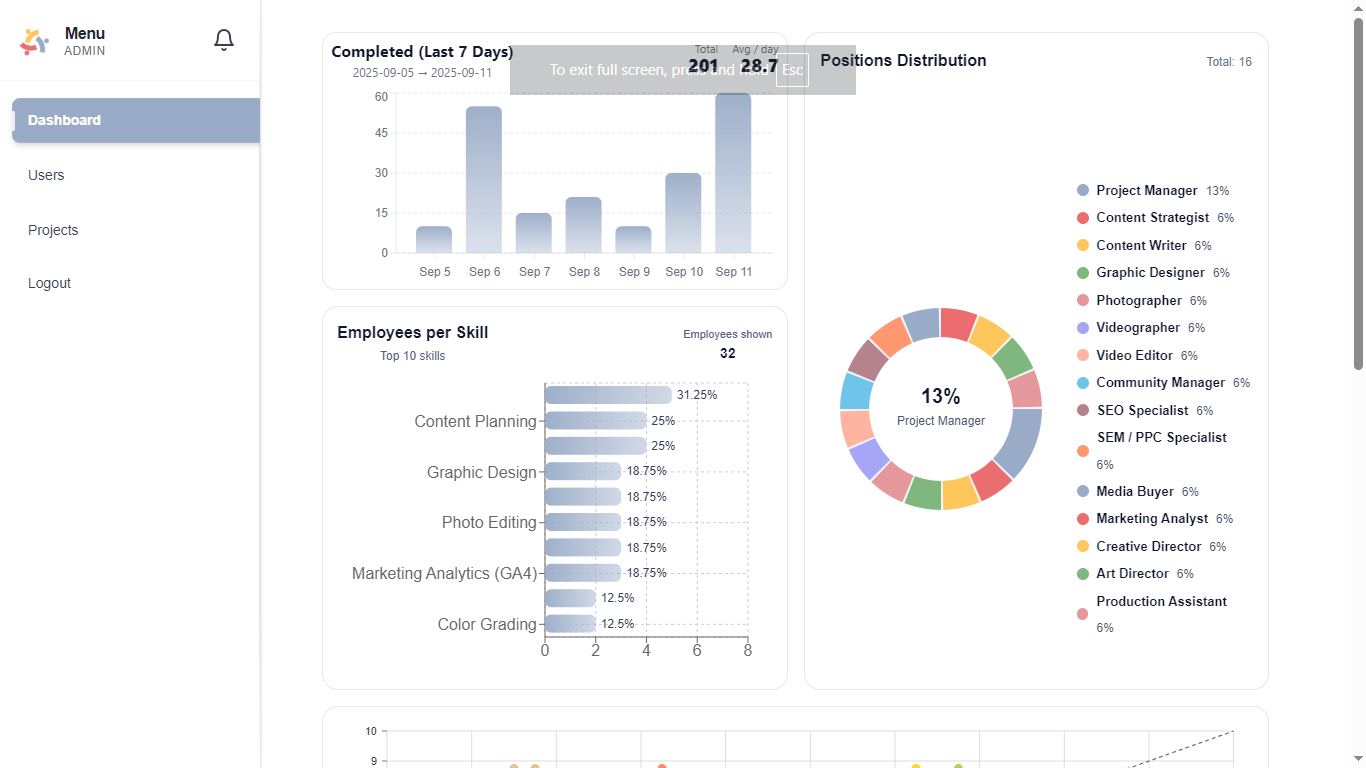 Menu
ADMIN
Dashboard
Users
Projects
Logout
Completed (Last 7 Days)
2025-09-05 → 2025-09-11
Total
201
Avg / day
28.7
To exit full screen, press and hold Esc
60
45
30
15
0
Sep 5 Sep 6 Sep 7 Sep 8 Sep 9 Sep 10 Sep 11
Employees per Skill
Top 10 skills
Employees shown
32
31.25%
Content Planning 25%
25%
Graphic Design 18.75%
18.75%
Photo Editing 18.75%
18.75%
Marketing Analytics (GA4) 18.75%
12.5%
Color Grading 12.5%
0 2 4 6 8
Positions Distribution
Total: 16
13%
Project Manager
Project Manager 13%
Content Strategist 6%
Content Writer 6%
Graphic Designer 6%
Photographer 6%
Videographer 6%
Video Editor 6%
Community Manager 6%
SEO Specialist 6%
SEM / PPC Specialist
6%
Media Buyer 6%
Marketing Analyst 6%
Creative Director 6%
Art Director 6%
Production Assistant
6%
10
9